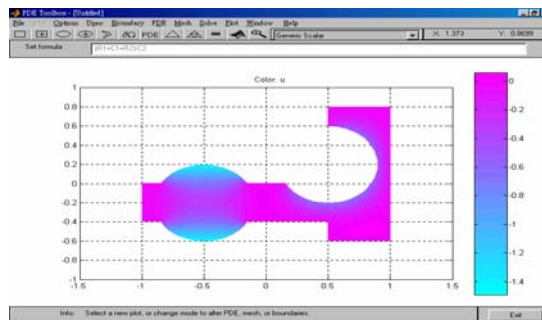 PDE Toolbox - [Untitled]
File Options Draw Boundary PDE Mesh Solve Plot Window Help
PDE Generic Scalar X: 1.373 Y: 0.8699
Set formula: (R1+C1+R2)-C2
Color: u
1
0.8
0.6
0.4
0.2
0
-0.2
-0.4
-0.6
-0.8
-1
-1.5 -1 -0.5 0 0.5 1 1.5
0
-0.2
-0.4
-0.6
-0.8
-1
-1.2
-1.4
Info: Select a new plot, or change mode to alter PDE, mesh, or boundaries. Exit